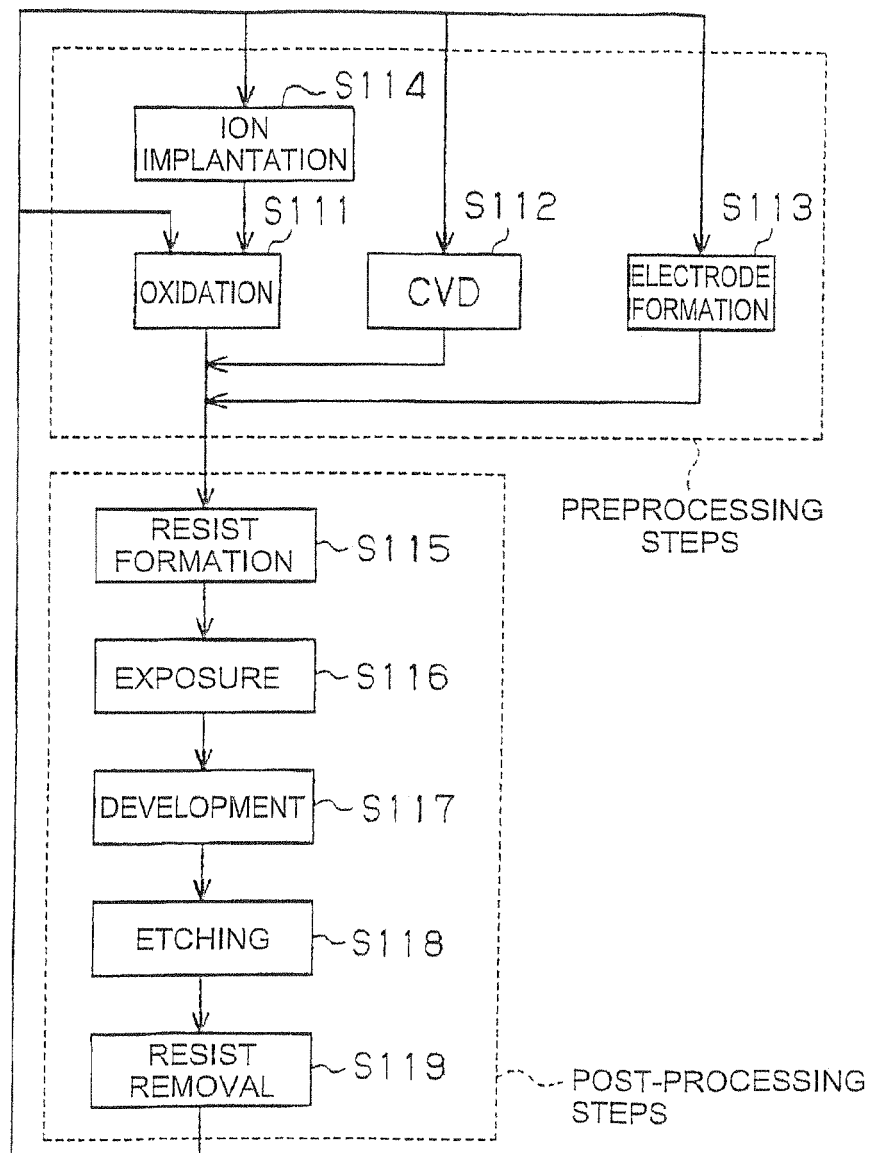 S114
ION
IMPLANTATION
S111
S112
S113
OXIDATION
CVD
ELECTRODE
FORMATION
PREPROCESSING
STEPS
RESIST
FORMATION
S115
EXPOSURE
S116
DEVELOPMENT
S117
ETCHING
S118
RESIST
REMOVAL
S119
POST-PROCESSING
STEPS